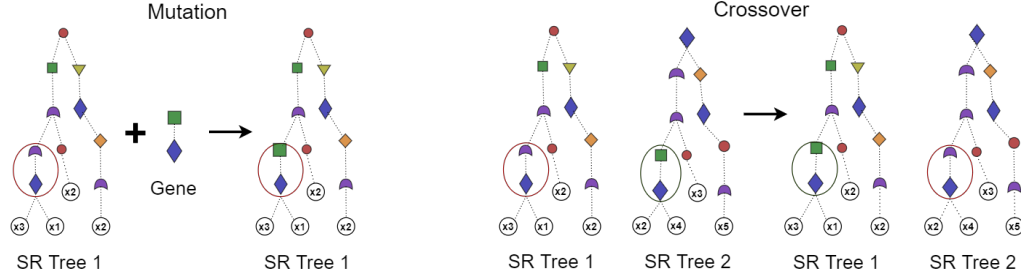 Mutation
Crossover
x2
x2
x2
x3
x2
x3
x3 x1 x2
x3 x1 x2
x3 x1 x2
x2 x4 x5
x3 x1 x2
x2 x4 x5
Gene
SR Tree 1
SR Tree 1
SR Tree 1
SR Tree 2
SR Tree 1
SR Tree 2